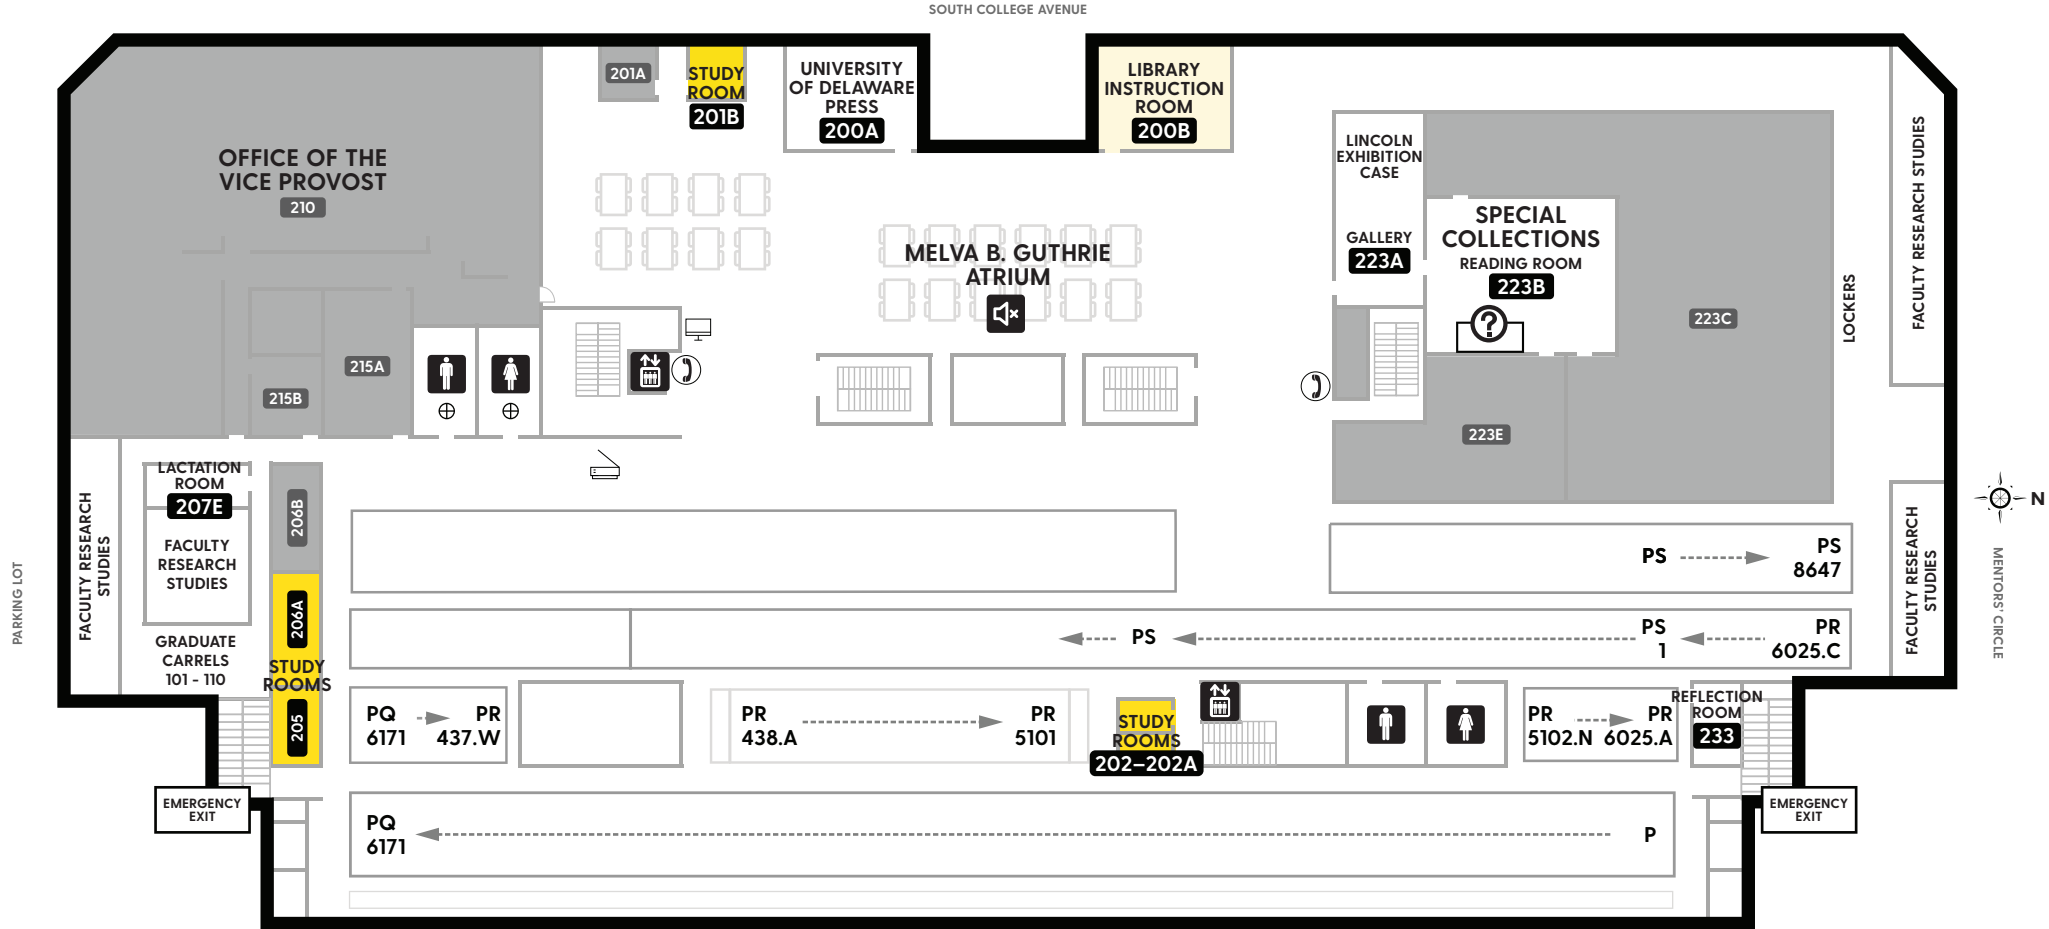 SOUTH COLLEGE AVENUE
201A
STUDY
ROOM
201B
UNIVERSITY
OF DELAWARE
PRESS
200A
LIBRARY
INSTRUCTION
ROOM
200B
OFFICE OF THE
VICE PROVOST
210
LINCOLN
EXHIBITION
CASE
GALLERY
223A
SPECIAL
COLLECTIONS
READING ROOM
223B
?
223C
LOCKERS
FACULTY RESEARCH STUDIES
MELVA B. GUTHRIE
ATRIUM
215A
215B
223E
LACTATION
ROOM
207E
FACULTY
RESEARCH
STUDIES
GRADUATE
CARRELS
101 - 110
FACULTY RESEARCH
STUDIES
PARKING LOT
206B
206A
STUDY
ROOMS
205
PS
PS
8647
PS
PS
1
PR
6025.C
FACULTY RESEARCH
STUDIES
N
MENTORS' CIRCLE
PQ
6171
PR
437.W
PR
438.A
PR
5101
STUDY
ROOMS
202–202A
PR
5102.N
PR
6025.A
REFLECTION
ROOM
233
EMERGENCY
EXIT
PQ
6171
P
EMERGENCY
EXIT